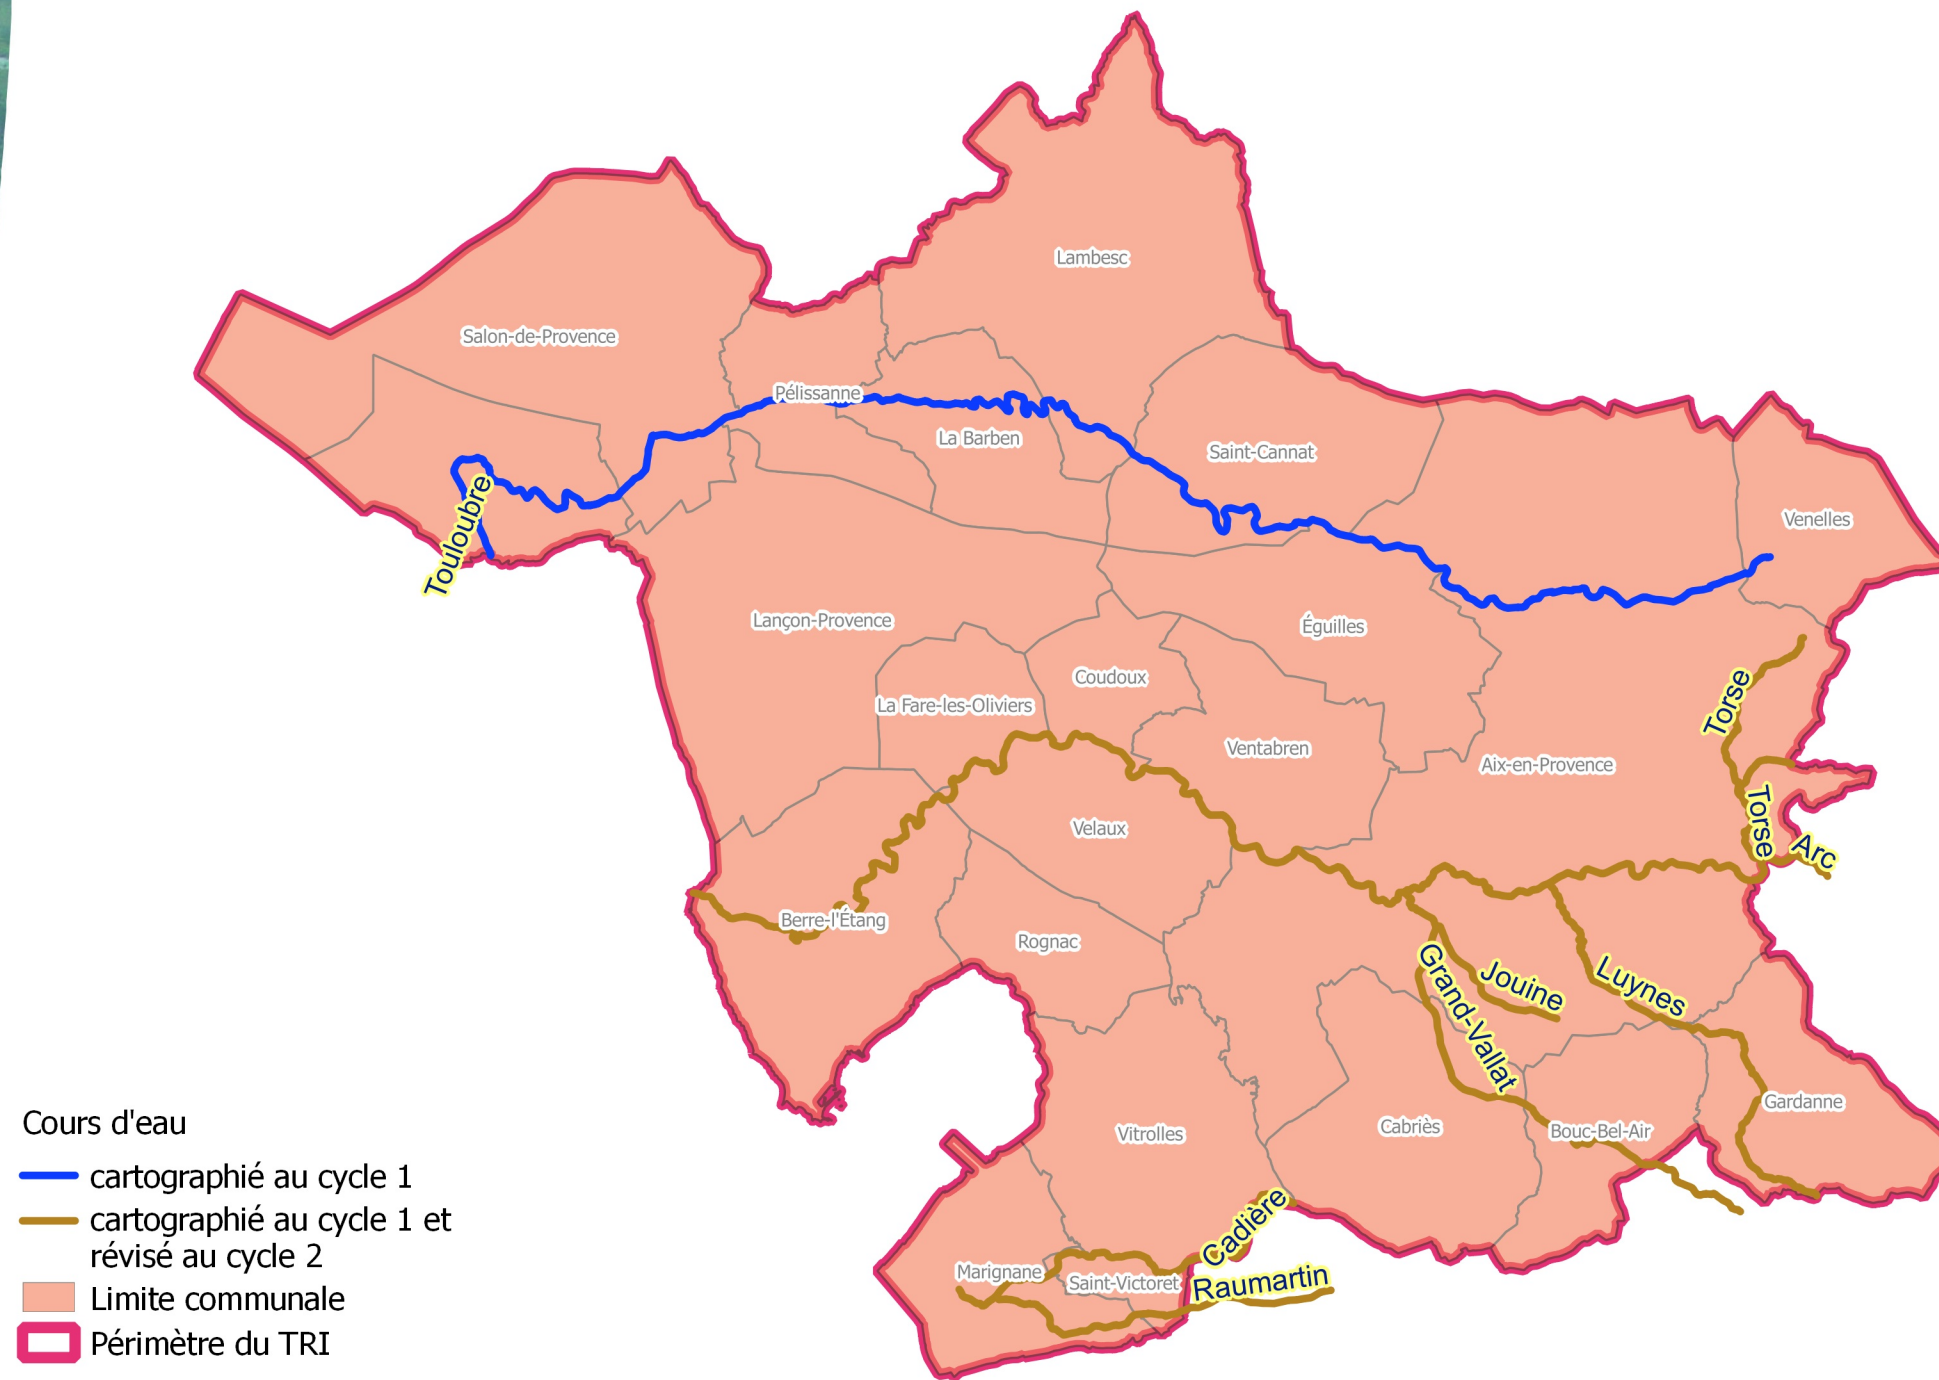 Lambesc
Salon-de-Provence
Pélissanne
La Barben
Saint-Cannat
Venelles
Touloubre
Lançon-Provence
Éguilles
Coudoux
La Fare-les-Oliviers
Torse
Ventabren
Aix-en-Provence
Torse
Velaux
Arc
Berre-l'Étang
Rognac
Grand-Vallat
Jouine
Luynes
Gardanne
Cabriès
Bouc-Bel-Air
Vitrolles
Cadière
Marignane
Saint-Victoret
Raumartin
Cours d'eau
cartographié au cycle 1
cartographié au cycle 1 et
révisé au cycle 2
Limite communale
Périmètre du TRI